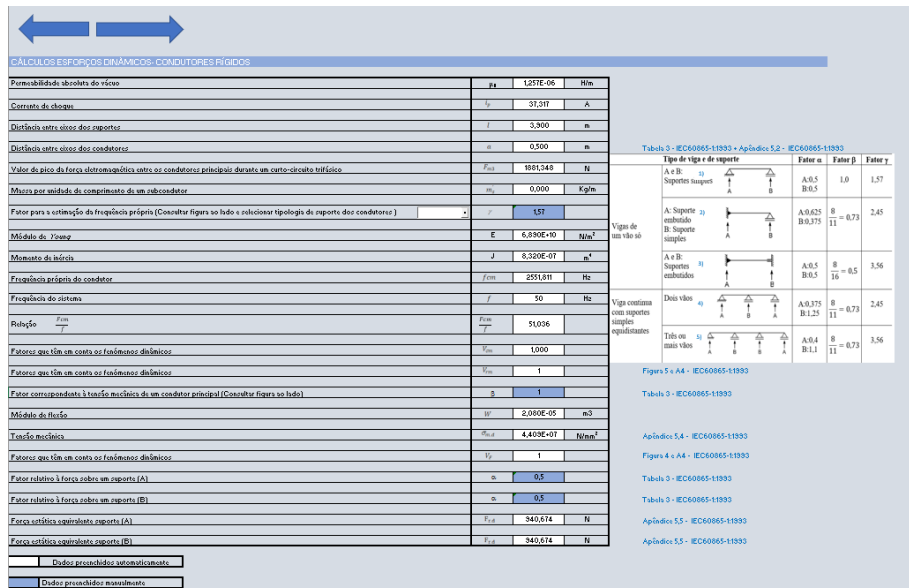 CÁLCULOS ESFORÇOS DINÂMICOS- CONDUTORES RÍGIDOS
Permeabilidade absoluta do vácuo μ0 1,257E-06 H/m
Corrente de choque ip 37,317 A
Distância entre eixos dos suportes l 3,900 m
Distância entre eixos dos condutores a 0,500 m Tabela 3 - IEC60865-1:1993 + Apêndice 5,2 - IEC60865-1:1993
Valor de pico da força eletromagnética entre os condutores principais durante um curto-circuito trifásico Fm3 1881,348 N
Massa por unidade de comprimento de um subcondutor 0,000 Kg/m
Fator para a estimação da frequência própria (Consultar figura ao lado e selecionar tipologia de suporte dos condutores ) γ 1,57
Módulo de Young E 6,890E+10 N/m²
Momento de inércia J 8,320E-07 m⁴
Frequência própria do condutor fcm 2551,811 Hz
Frequência do sistema f 50 Hz
Relação Fcm/f Fcm/f 51,036
Fatores que têm em conta os fenómenos dinâmicos 1,000
Fatores que têm em conta os fenómenos dinâmicos Vrm 1 Figura 5 e A4 - IEC60865-1:1993
Fator correspondente à tensão mecânica de um condutor principal (Consultar figura ao lado) β 1 Tabela 3 - IEC60865-1:1993
Módulo de flexão W 2,080E-05 m3
Tensão mecânica 4,409E+07 N/mm² Apêndice 5,4 - IEC60865-1:1993
Fatores que têm em conta os fenómenos dinâmicos VF 1 Figura 4 e A4 - IEC60865-1:1993
Fator relativo à força sobre um suporte (A) α 0,5 Tabela 3 - IEC60865-1:1993
Fator relativo à força sobre um suporte (B) α 0,5 Tabela 3 - IEC60865-1:1993
Força estática equivalente suporte (A) 940,674 N Apêndice 5,5 - IEC60865-1:1993
Força estática equivalente suporte (B) 940,674 N Apêndice 5,5 - IEC60865-1:1993
Dados preenchidos automaticamente
Dados preenchidos manualmente
Tipo de viga e de suporte Fator α Fator β Fator γ
Vigas de um vão só
A e B: Suportes simples 1) A B A:0,5 B:0,5 1,0 1,57
A: Suporte embutido B: Suporte simples 2) A B A:0,625 B:0,375 8/11 = 0,73 2,45
A e B: Suportes embutidos 3) A B A:0,5 B:0,5 8/16 = 0,5 3,56
Viga continua com suportes simples equidistantes
Dois vãos 4) A B A A:0,375 B:1,25 8/11 = 0,73 2,45
Três ou mais vãos 5) A B B A A:0,4 B:1,1 8/11 = 0,73 3,56